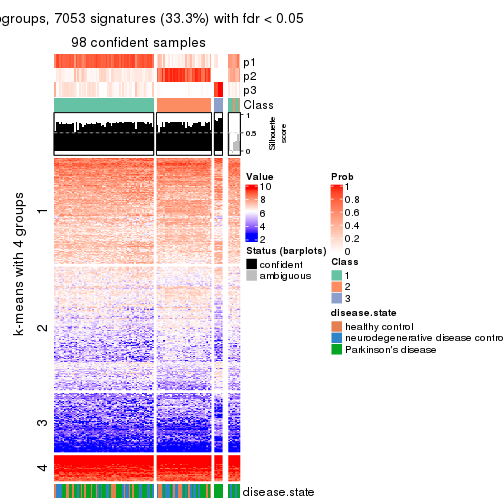 ogroups, 7053 signatures (33.3%) with fdr < 0.05
98 confident samples
p1
p2
p3
Class
1
0.5
0
Silhouette
score
k-means with 4 groups
1
2
3
4
disease.state
Value
10
8
6
4
2
Status (barplots)
confident
ambiguous
Prob
1
0.8
0.6
0.4
0.2
0
Class
1
2
3
disease.state
healthy control
neurodegenerative disease contro
Parkinson's disease